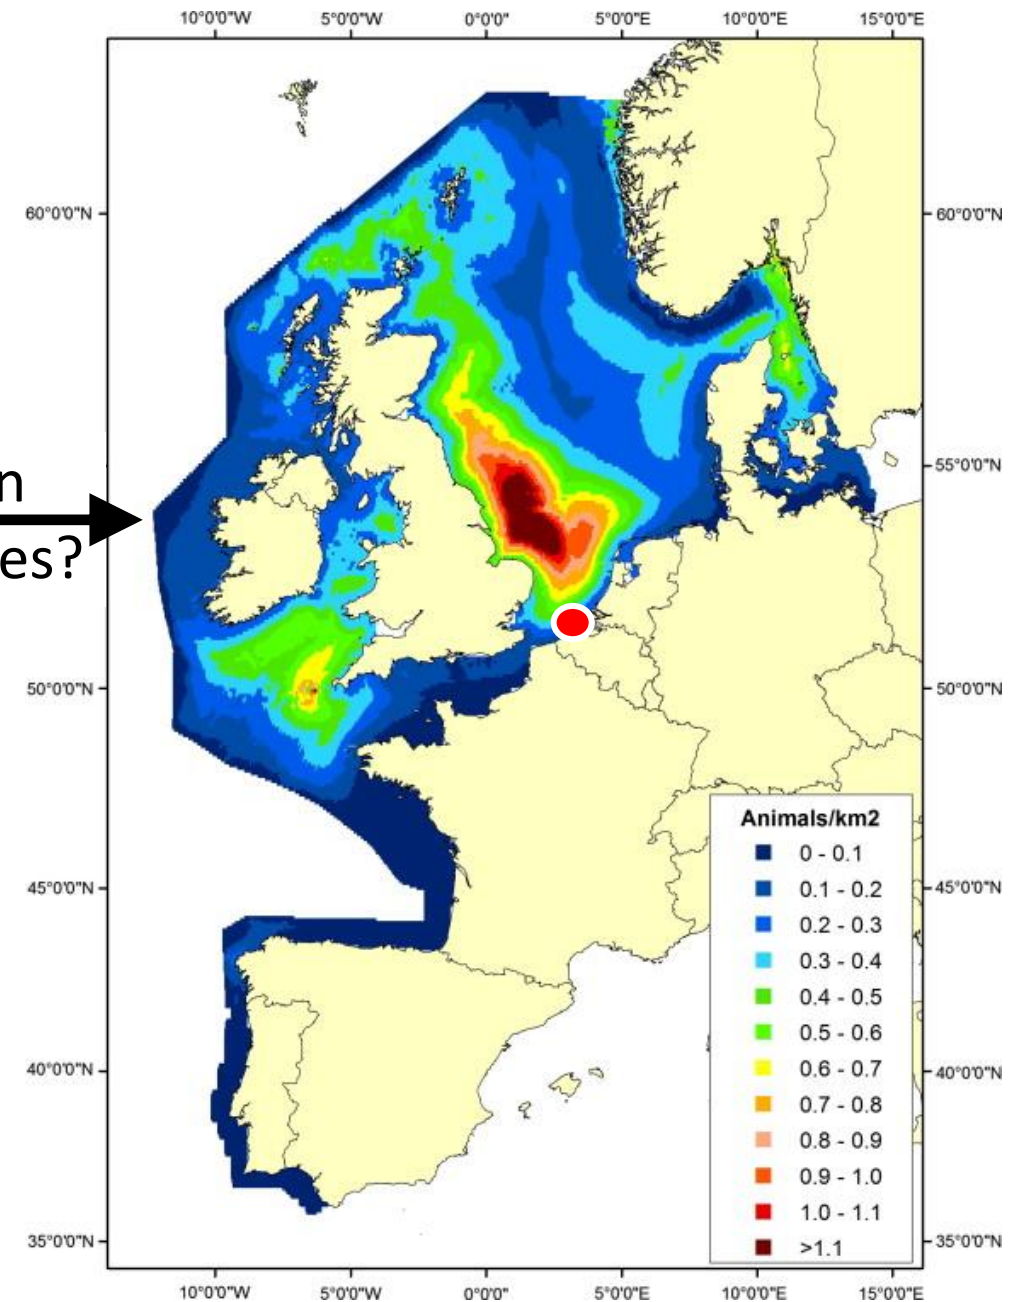 10°0'0"W 5°0'0"W 0°0'0" 5°0'0"E 10°0'0"E 15°0'0"E
60°0'0"N 60°0'0"N
55°0'0"N
n
es?
50°0'0"N 50°0'0"N
Animals/km2
0 - 0.1
45°0'0"N 45°0'0"N
0.1 - 0.2
0.2 - 0.3
0.3 - 0.4
0.4 - 0.5
0.5 - 0.6
40°0'0"N 40°0'0"N
0.6 - 0.7
0.7 - 0.8
0.8 - 0.9
0.9 - 1.0
1.0 - 1.1
35°0'0"N 35°0'0"N
>1.1
10°0'0"W 5°0'0"W 0°0'0" 5°0'0"E 10°0'0"E 15°0'0"E